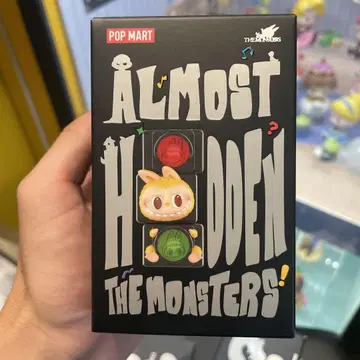 POP MART
THE MONSTERS
ALMOST
HIDDEN
THE MONSTERS!